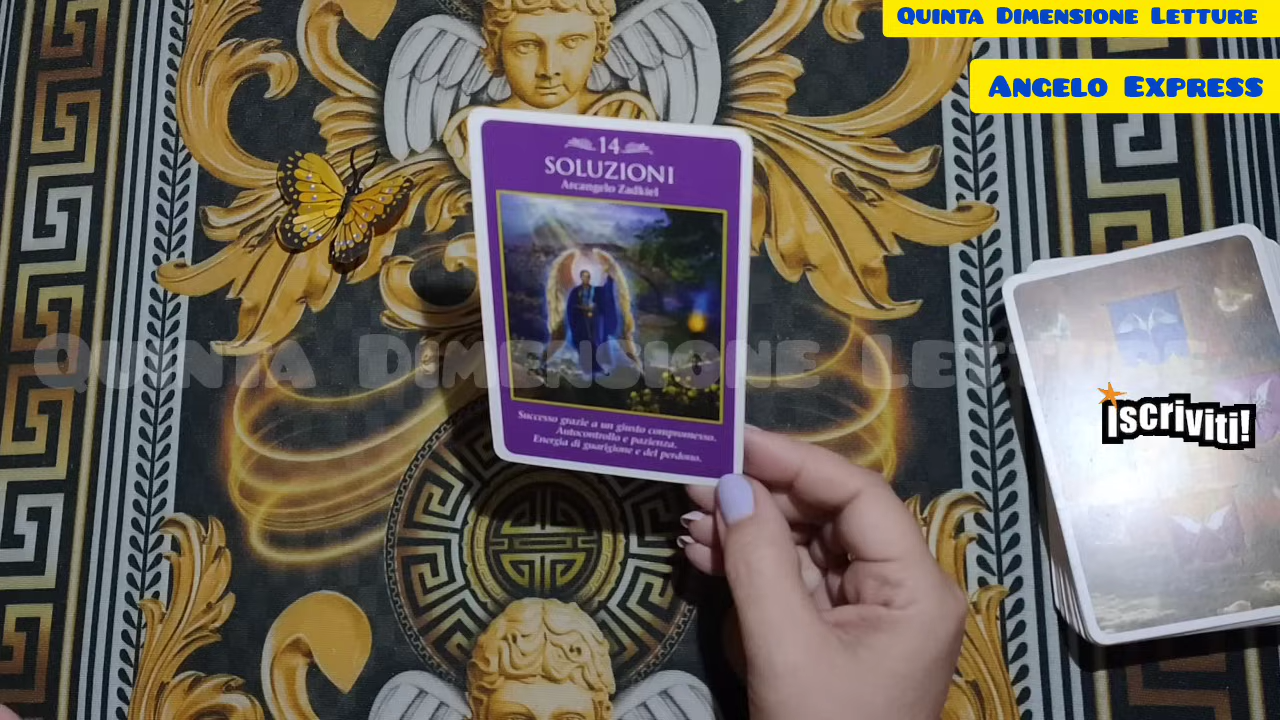 Quinta Dimensione Letture
Angelo Express
14
SOLUZIONI
Arcangelo Zadkiel
Quinta Dimensione Letture
iscriviti!
Successo grazie a un giusto compromesso.
Autocontrollo e pazienza.
Energia di guarigione e del perdono.